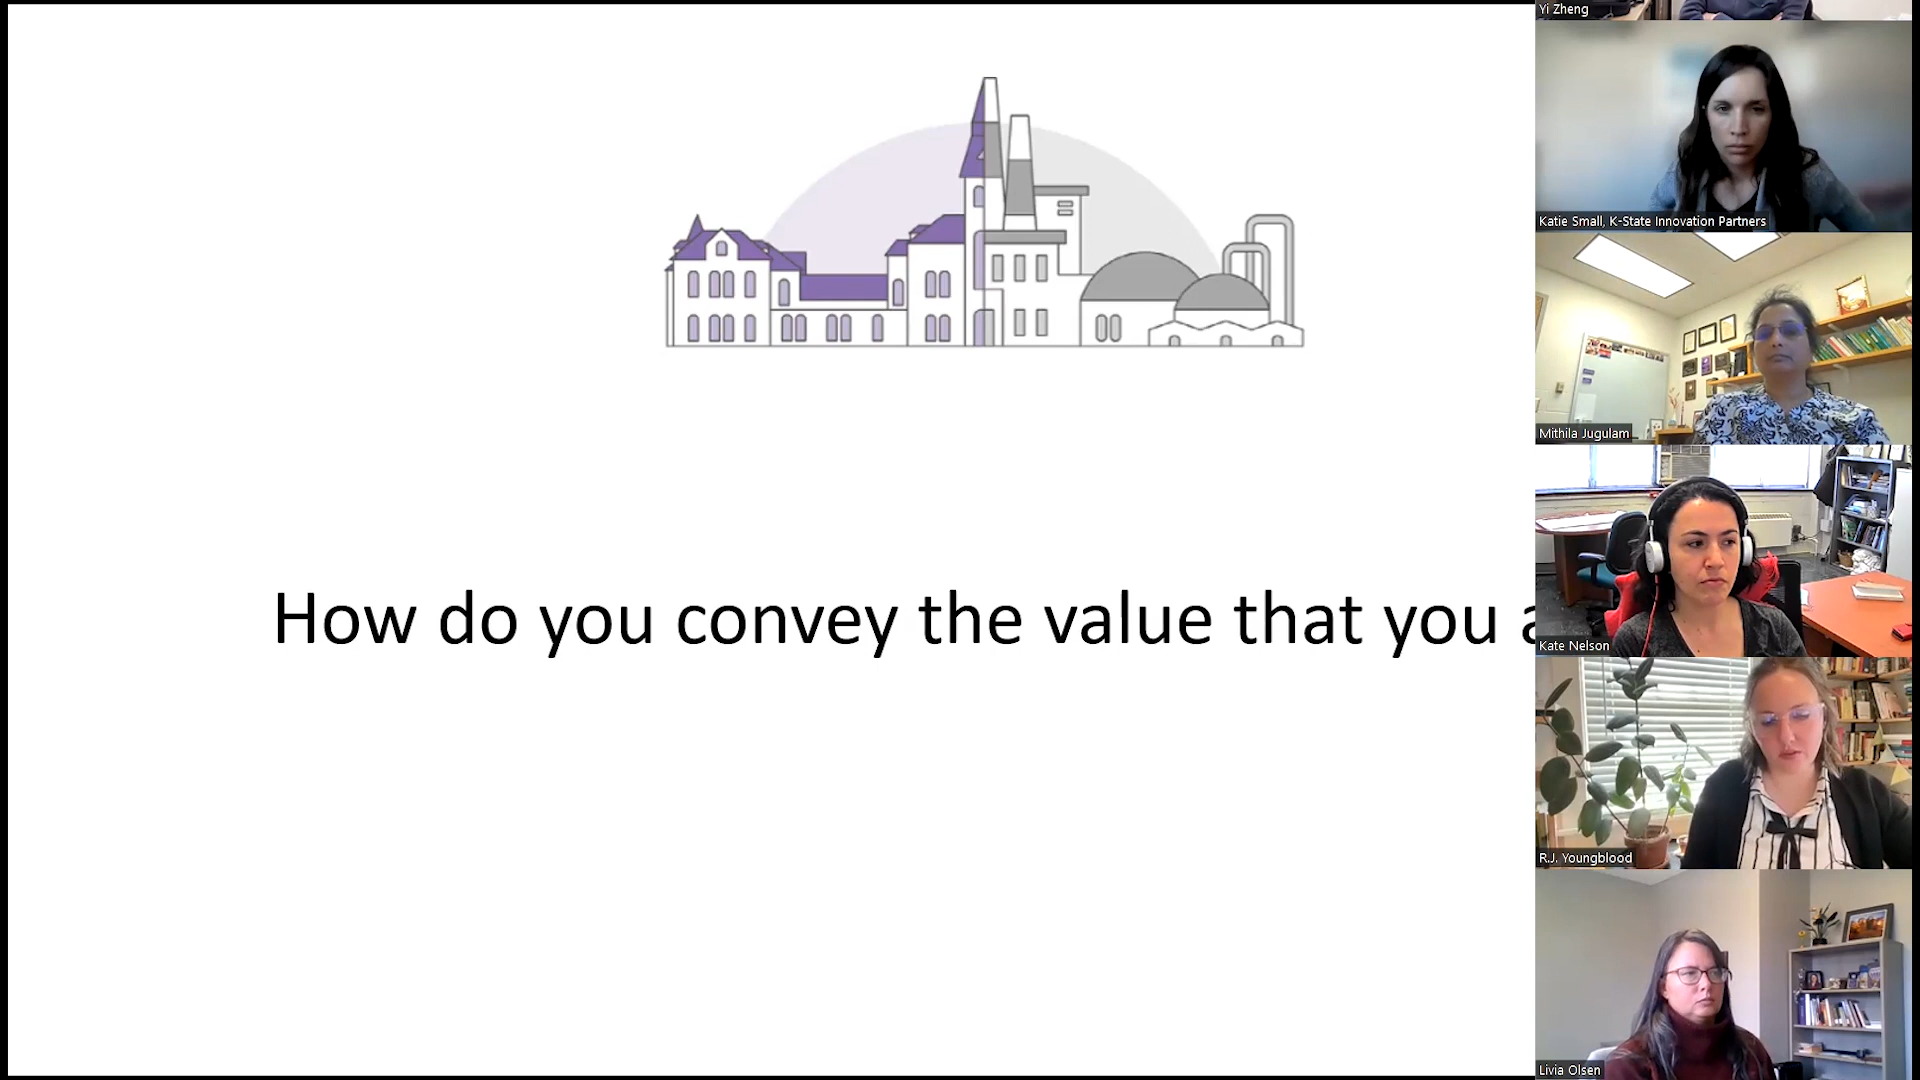 Yi Zheng
Katie Small, K-State Innovation Partners
Mithila Jugulam
How do you convey the value that you
Kate Nelson
R.J. Youngblood
Livia Olsen